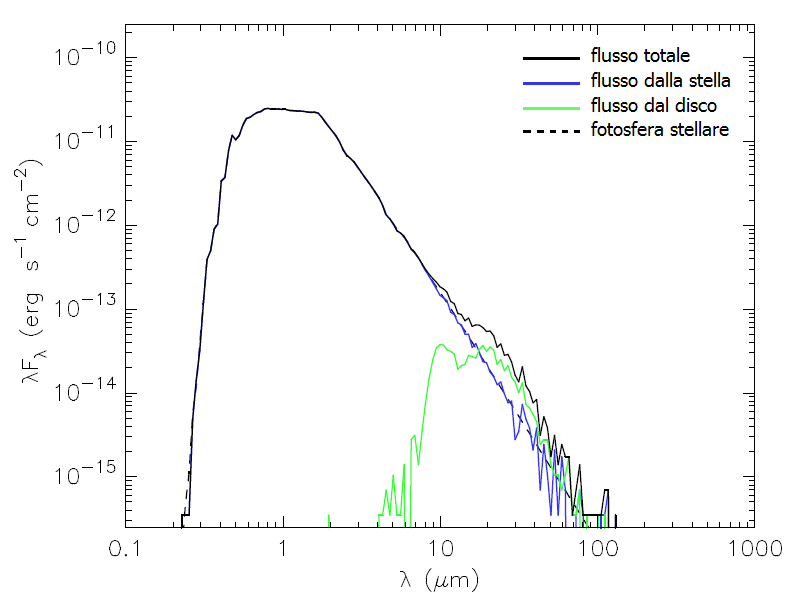 flusso totale
flusso dalla stella
flusso dal disco
fotosfera stellare
10⁻¹⁰
10⁻¹¹
10⁻¹²
10⁻¹³
10⁻¹⁴
10⁻¹⁵
λF_λ (erg s⁻¹ cm⁻²)
0.1 1 10 100 1000
λ (μm)